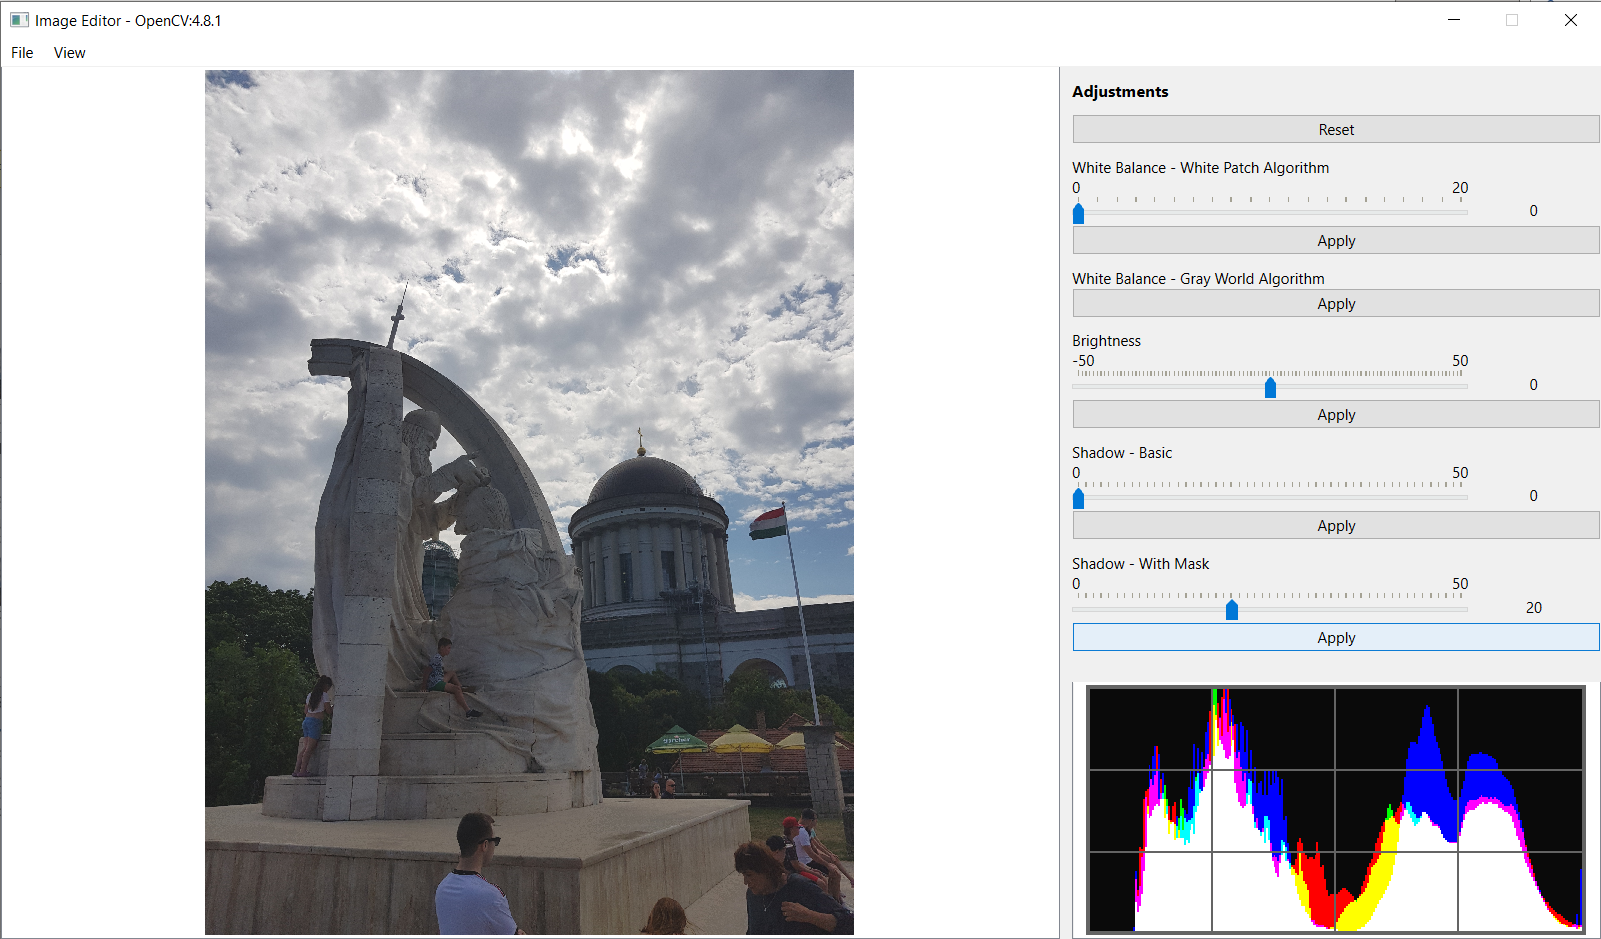 Image Editor - OpenCV:4.8.1
File View
Adjustments
Reset
White Balance - White Patch Algorithm
0 20
0
Apply
White Balance - Gray World Algorithm
Apply
Brightness
-50 50
0
Apply
Shadow - Basic
0 50
0
Apply
Shadow - With Mask
0 50
20
Apply